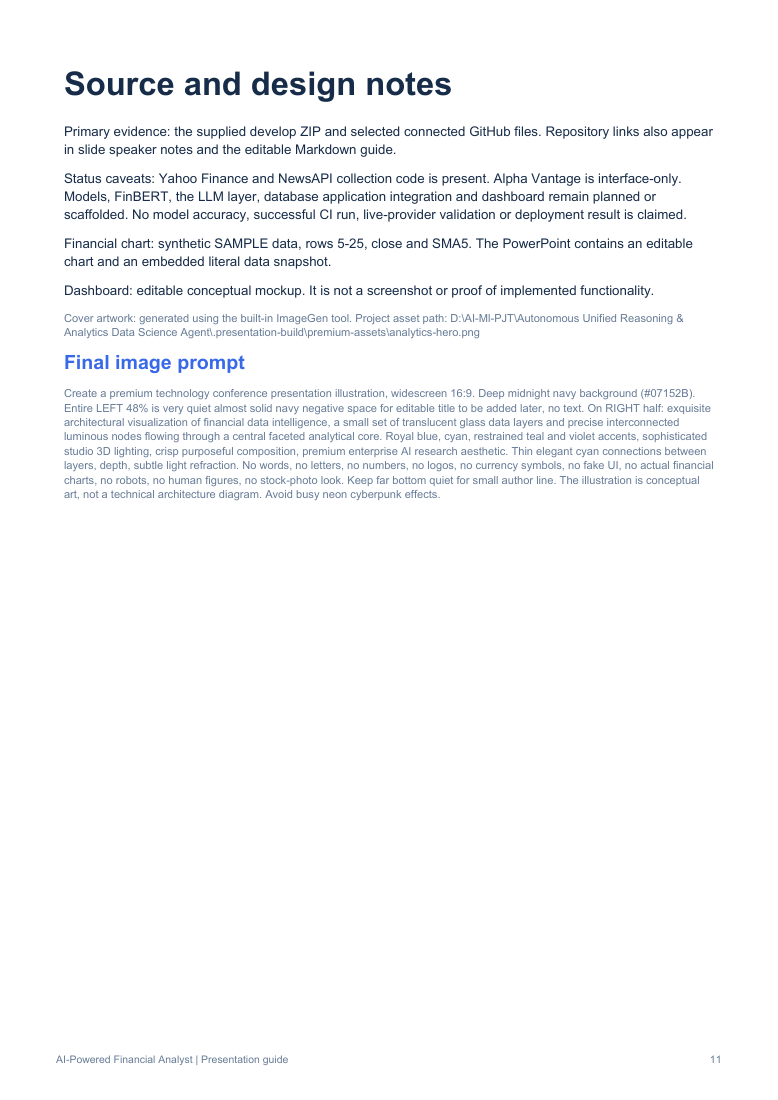 Source and design notes
Primary evidence: the supplied develop ZIP and selected connected GitHub files. Repository links also appear
in slide speaker notes and the editable Markdown guide.
Status caveats: Yahoo Finance and NewsAPI collection code is present. Alpha Vantage is interface-only.
Models, FinBERT, the LLM layer, database application integration and dashboard remain planned or
scaffolded. No model accuracy, successful CI run, live-provider validation or deployment result is claimed.
Financial chart: synthetic SAMPLE data, rows 5-25, close and SMA5. The PowerPoint contains an editable
chart and an embedded literal data snapshot.
Dashboard: editable conceptual mockup. It is not a screenshot or proof of implemented functionality.
Cover artwork: generated using the built-in ImageGen tool. Project asset path: D:\AI-Ml-PJT\Autonomous Unified Reasoning &
Analytics Data Science Agent\.presentation-build\premium-assets\analytics-hero.png
Final image prompt
Create a premium technology conference presentation illustration, widescreen 16:9. Deep midnight navy background (#07152B).
Entire LEFT 48% is very quiet almost solid navy negative space for editable title to be added later, no text. On RIGHT half: exquisite
architectural visualization of financial data intelligence, a small set of translucent glass data layers and precise interconnected
luminous nodes flowing through a central faceted analytical core. Royal blue, cyan, restrained teal and violet accents, sophisticated
studio 3D lighting, crisp purposeful composition, premium enterprise AI research aesthetic. Thin elegant cyan connections between
layers, depth, subtle light refraction. No words, no letters, no numbers, no logos, no currency symbols, no fake UI, no actual financial
charts, no robots, no human figures, no stock-photo look. Keep far bottom quiet for small author line. The illustration is conceptual
art, not a technical architecture diagram. Avoid busy neon cyberpunk effects.
AI-Powered Financial Analyst | Presentation guide
11